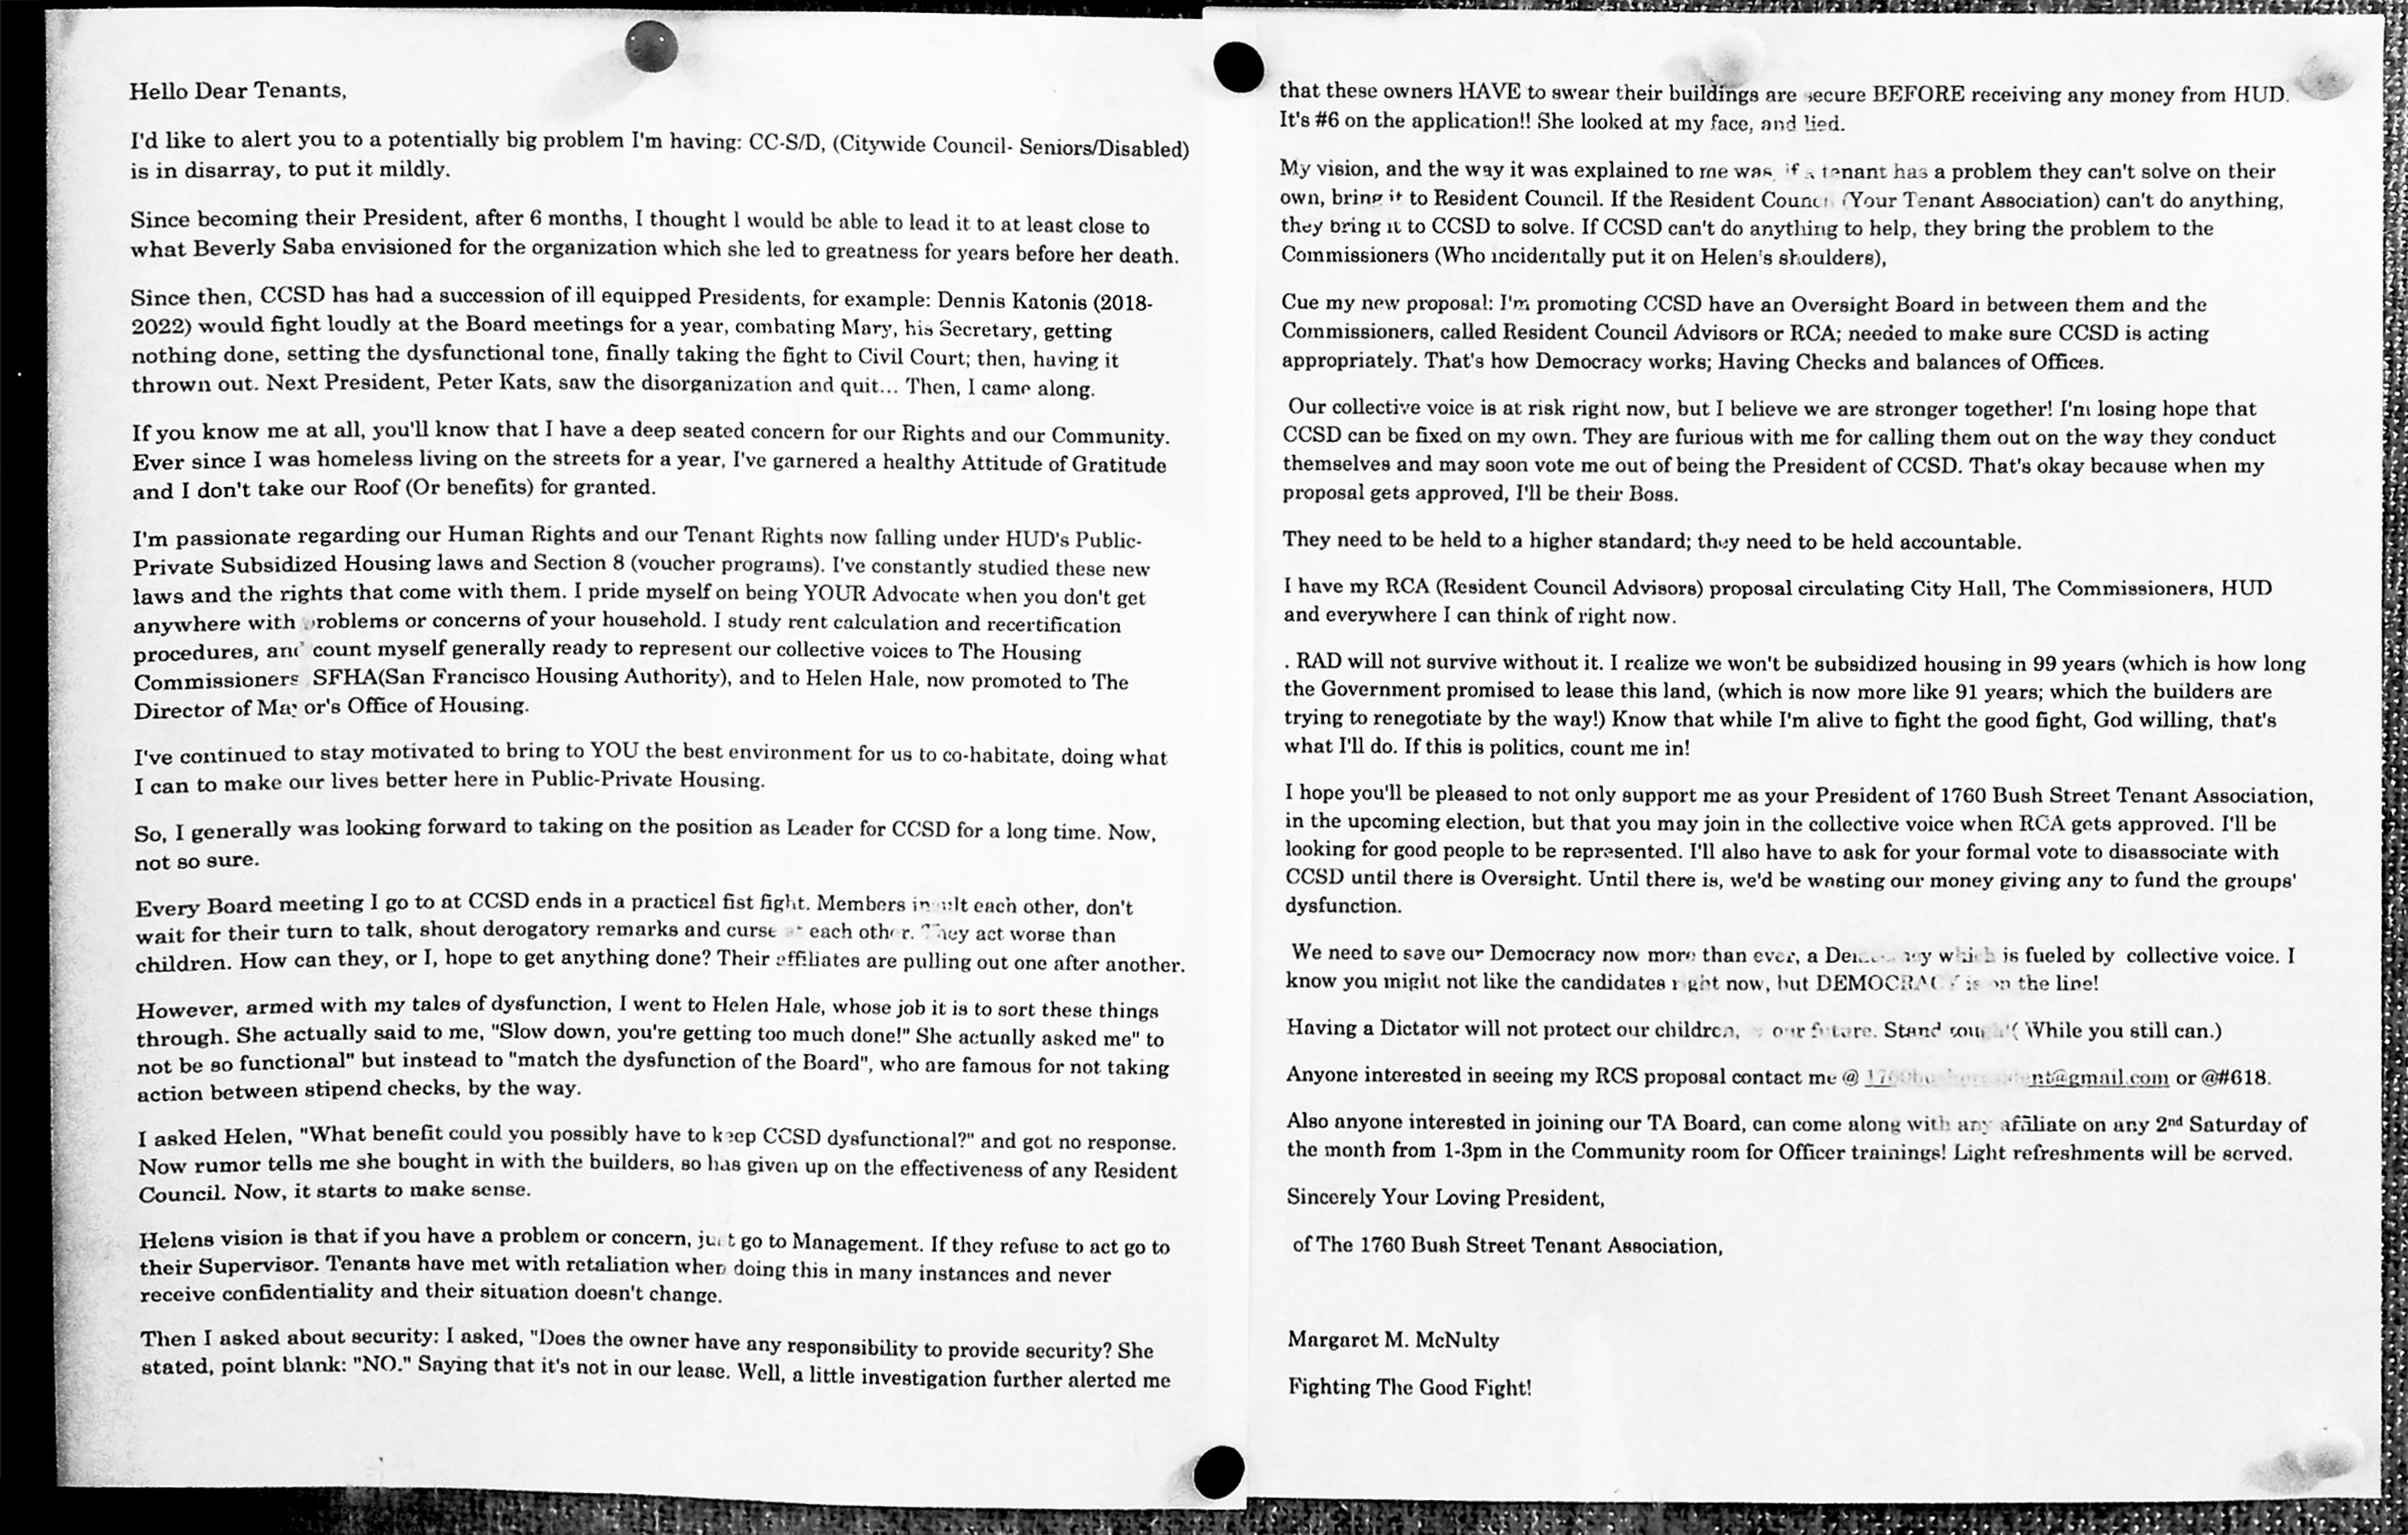 Hello Dear Tenants,
I'd like to alert you to a potentially big problem I'm having: CC-S/D, (Citywide Council- Seniors/Disabled)
is in disarray, to put it mildly.
Since becoming their President, after 6 months, I thought I would be able to lead it to at least close to
what Beverly Saba envisioned for the organization which she led to greatness for years before her death.
Since then, CCSD has had a succession of ill equipped Presidents, for example: Dennis Katonis (2018-
2022) would fight loudly at the Board meetings for a year, combating Mary, his Secretary, getting
nothing done, setting the dysfunctional tone, finally taking the fight to Civil Court; then, having it
thrown out. Next President, Peter Kats, saw the disorganization and quit... Then, I came along.
If you know me at all, you'll know that I have a deep seated concern for our Rights and our Community.
Ever since I was homeless living on the streets for a year, I've garnered a healthy Attitude of Gratitude
and I don't take our Roof (Or benefits) for granted.
I'm passionate regarding our Human Rights and our Tenant Rights now falling under HUD's Public-
Private Subsidized Housing laws and Section 8 (voucher programs). I've constantly studied these new
laws and the rights that come with them. I pride myself on being YOUR Advocate when you don't get
anywhere with problems or concerns of your household. I study rent calculation and recertification
procedures, and count myself generally ready to represent our collective voices to The Housing
Commissioners SFHA(San Francisco Housing Authority), and to Helen Hale, now promoted to The
Director of Mayor's Office of Housing.
I've continued to stay motivated to bring to YOU the best environment for us to co-habitate, doing what
I can to make our lives better here in Public-Private Housing.
So, I generally was looking forward to taking on the position as Leader for CCSD for a long time. Now,
not so sure.
Every Board meeting I go to at CCSD ends in a practical fist fight. Members insult each other, don't
wait for their turn to talk, shout derogatory remarks and curse at each other. They act worse than
children. How can they, or I, hope to get anything done? Their affiliates are pulling out one after another.
However, armed with my tales of dysfunction, I went to Helen Hale, whose job it is to sort these things
through. She actually said to me, "Slow down, you're getting too much done!" She actually asked me" to
not be so functional" but instead to "match the dysfunction of the Board", who are famous for not taking
action between stipend checks, by the way.
I asked Helen, "What benefit could you possibly have to keep CCSD dysfunctional?" and got no response.
Now rumor tells me she bought in with the builders, so has given up on the effectiveness of any Resident
Council. Now, it starts to make sense.
Helens vision is that if you have a problem or concern, just go to Management. If they refuse to act go to
their Supervisor. Tenants have met with retaliation when doing this in many instances and never
receive confidentiality and their situation doesn't change.
Then I asked about security: I asked, "Does the owner have any responsibility to provide security? She
stated, point blank: "NO." Saying that it's not in our lease. Well, a little investigation further alerted me
that these owners HAVE to swear their buildings are secure BEFORE receiving any money from HUD.
It's #6 on the application!! She looked at my face, and lied.
My vision, and the way it was explained to me was, if a tenant has a problem they can't solve on their
own, bring it to Resident Council. If the Resident Council (Your Tenant Association) can't do anything,
they bring it to CCSD to solve. If CCSD can't do anything to help, they bring the problem to the
Commissioners (Who incidentally put it on Helen's shoulders),
Cue my new proposal: I'm promoting CCSD have an Oversight Board in between them and the
Commissioners, called Resident Council Advisors or RCA; needed to make sure CCSD is acting
appropriately. That's how Democracy works; Having Checks and balances of Offices.
Our collective voice is at risk right now, but I believe we are stronger together! I'm losing hope that
CCSD can be fixed on my own. They are furious with me for calling them out on the way they conduct
themselves and may soon vote me out of being the President of CCSD. That's okay because when my
proposal gets approved, I'll be their Boss.
They need to be held to a higher standard; they need to be held accountable.
I have my RCA (Resident Council Advisors) proposal circulating City Hall, The Commissioners, HUD
and everywhere I can think of right now.
. RAD will not survive without it. I realize we won't be subsidized housing in 99 years (which is how long
the Government promised to lease this land, (which is now more like 91 years; which the builders are
trying to renegotiate by the way!) Know that while I'm alive to fight the good fight, God willing, that's
what I'll do. If this is politics, count me in!
I hope you'll be pleased to not only support me as your President of 1760 Bush Street Tenant Association,
in the upcoming election, but that you may join in the collective voice when RCA gets approved. I'll be
looking for good people to be represented. I'll also have to ask for your formal vote to disassociate with
CCSD until there is Oversight. Until there is, we'd be wasting our money giving any to fund the groups'
dysfunction.
We need to save our Democracy now more than ever, a Democracy which is fueled by collective voice. I
know you might not like the candidates right now, but DEMOCRACY is on the line!
Having a Dictator will not protect our children, our future. Stand ( While you still can.)
Anyone interested in seeing my RCS proposal contact me @ nt@gmail.com or @#618.
Also anyone interested in joining our TA Board, can come along with any affiliate on any 2nd Saturday of
the month from 1-3pm in the Community room for Officer trainings! Light refreshments will be served.
Sincerely Your Loving President,
of The 1760 Bush Street Tenant Association,
Margaret M. McNulty
Fighting The Good Fight!